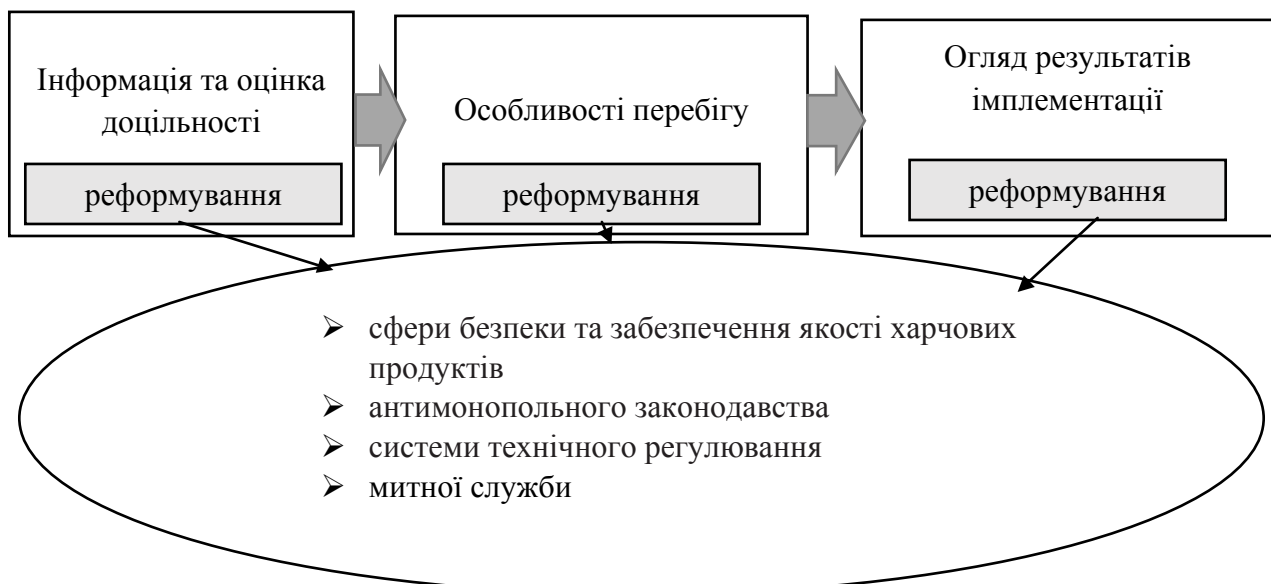 Інформація та оцінка
доцільності
реформування
Особливості перебігу
реформування
Огляд результатів
імплементації
реформування
➢ сфери безпеки та забезпечення якості харчових
продуктів
➢ антимонопольного законодавства
➢ системи технічного регулювання
➢ митної служби